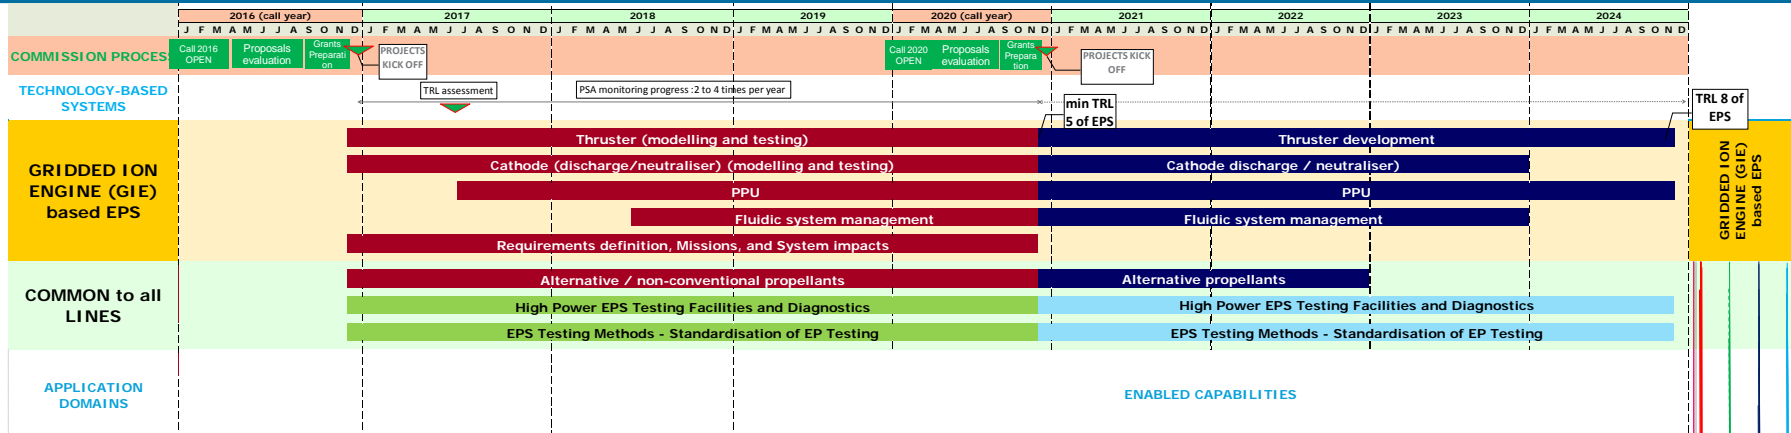 2016 (call year) 2017 2018 2019 2020 (call year) 2021 2022 2023 2024
J F M A M J J A S O N D J F M A M J J A S O N D J F M A M J J A S O N D J F M A M J J A S O N D J F M A M J J A S O N D J F M A M J J A S O N D J F M A M J J A S O N D J F M A M J J A S O N D J F M A M J J A S O N D
COMMISSION PROCES
Call 2016
OPEN
Proposals
evaluation
Grants
Preparati
on
PROJECTS
KICK OFF
Call 2020
OPEN
Proposals
evaluation
Grants
Prepara
tion
PROJECTS KICK
OFF
TECHNOLOGY-BASED
SYSTEMS
TRL assessment
PSA monitoring progress :2 to 4 times per year
min TRL
5 of EPS
TRL 8 of
EPS
GRIDDED ION
ENGINE (GIE)
based EPS
Thruster (modelling and testing)
Thruster development
Cathode (discharge/neutraliser) (modelling and testing)
Cathode discharge / neutraliser)
PPU
PPU
Fluidic system management
Fluidic system management
Requirements definition, Missions, and System impacts
GRIDDED ION
ENGINE (GIE)
based EPS
COMMON to all
LINES
Alternative / non-conventional propellants
Alternative propellants
High Power EPS Testing Facilities and Diagnostics
High Power EPS Testing Facilities and Diagnostics
EPS Testing Methods - Standardisation of EP Testing
EPS Testing Methods - Standardisation of EP Testing
APPLICATION
DOMAINS
ENABLED CAPABILITIES